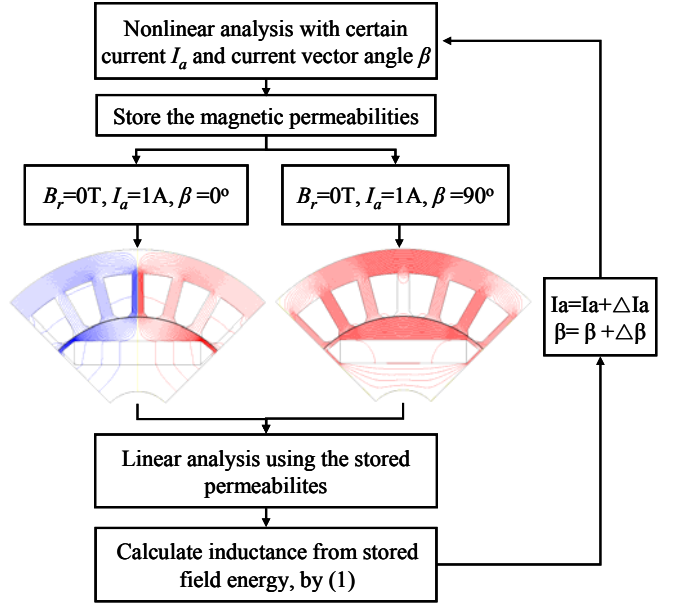 Nonlinear analysis with certain
current Ia and current vector angle β
Store the magnetic permeabilities
Br=0T, Ia=1A, β =0º
Br=0T, Ia=1A, β =90º
Ia=Ia+△Ia
β= β +△β
Linear analysis using the stored
permeabilites
Calculate inductance from stored
field energy, by (1)